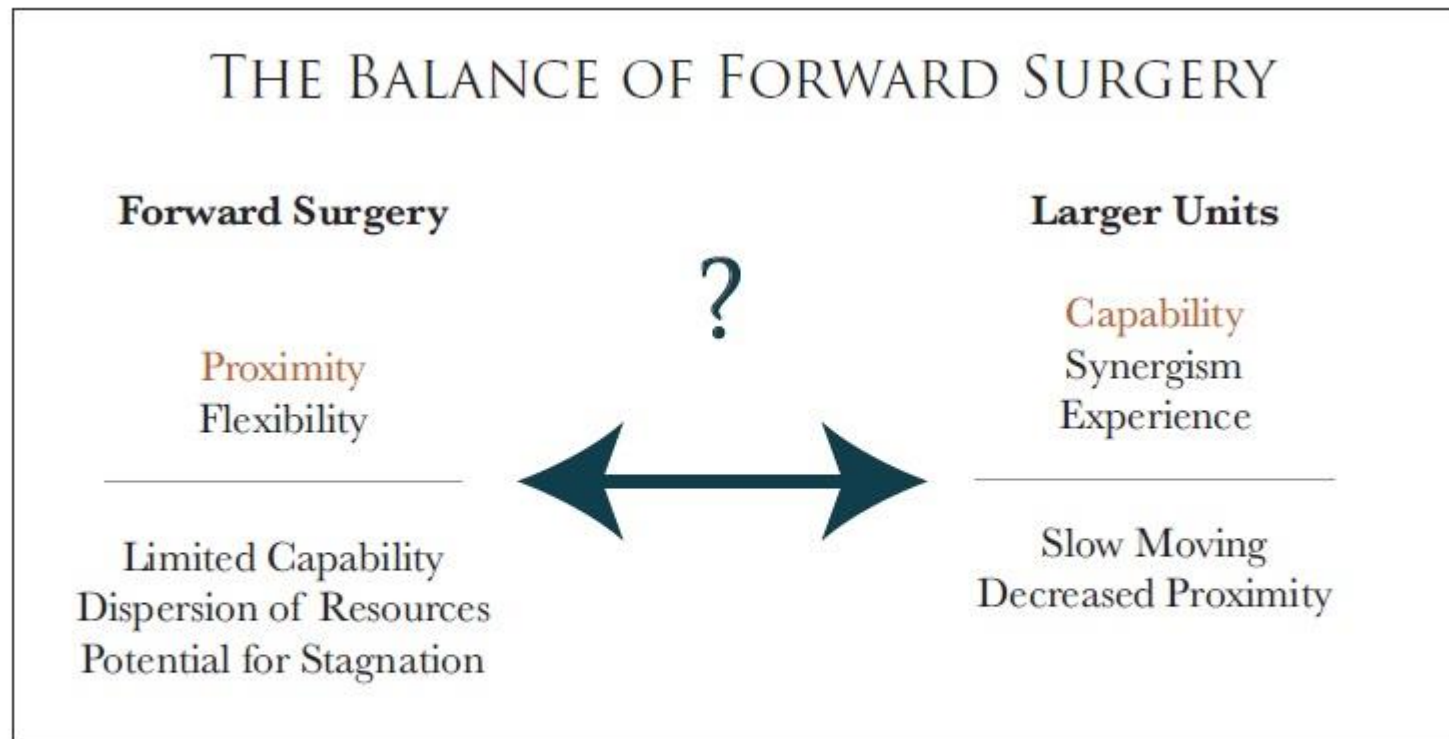 THE BALANCE OF FORWARD SURGERY
Forward Surgery
Proximity
Flexibility
Limited Capability
Dispersion of Resources
Potential for Stagnation
?
Larger Units
Capability
Synergism
Experience
Slow Moving
Decreased Proximity